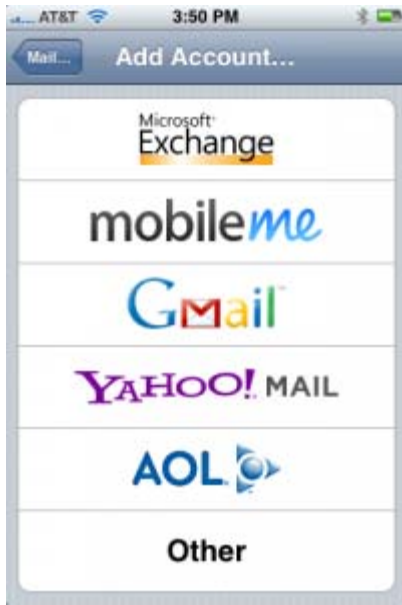 AT&T 3:50 PM
Mail... Add Account...
Microsoft
Exchange
mobileme
Gmail
YAHOO! MAIL
AOL
Other